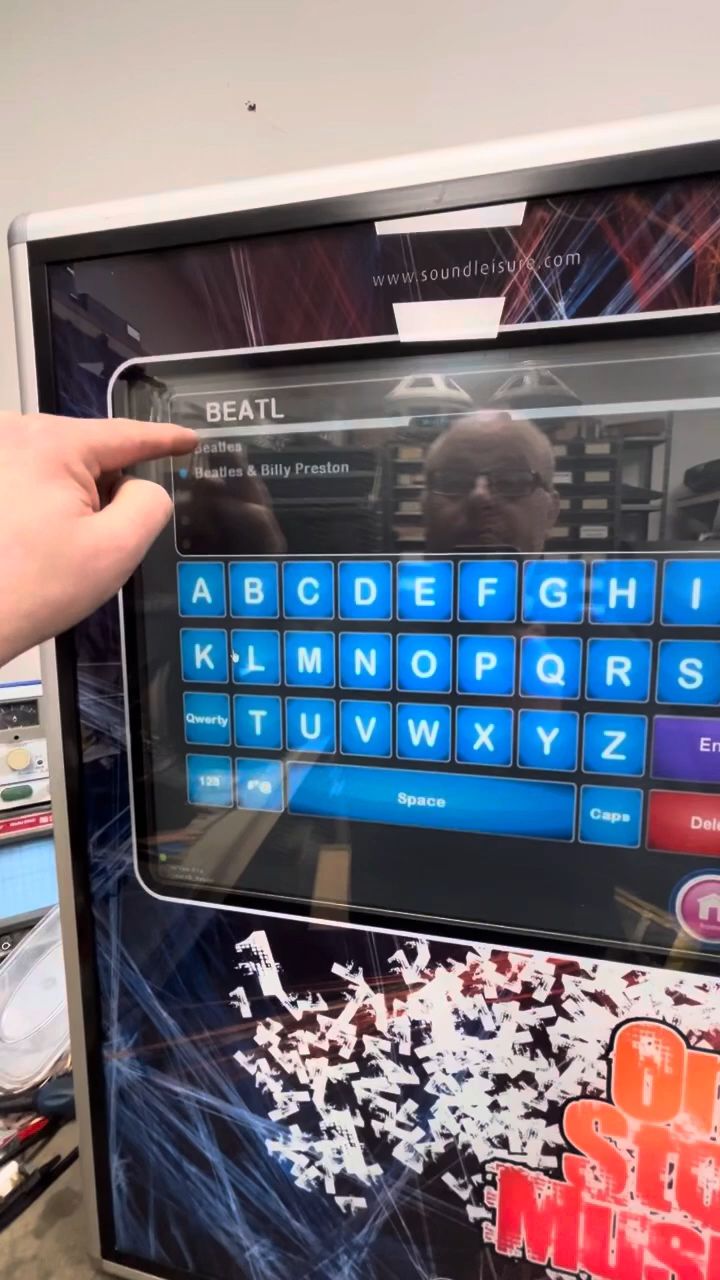 www.soundleisure.com
BEATL
Beatles
Beatles & Billy Preston
A B C D E F G H I
K L M N O P Q R S
Qwerty T U V W X Y Z
123 Space Caps